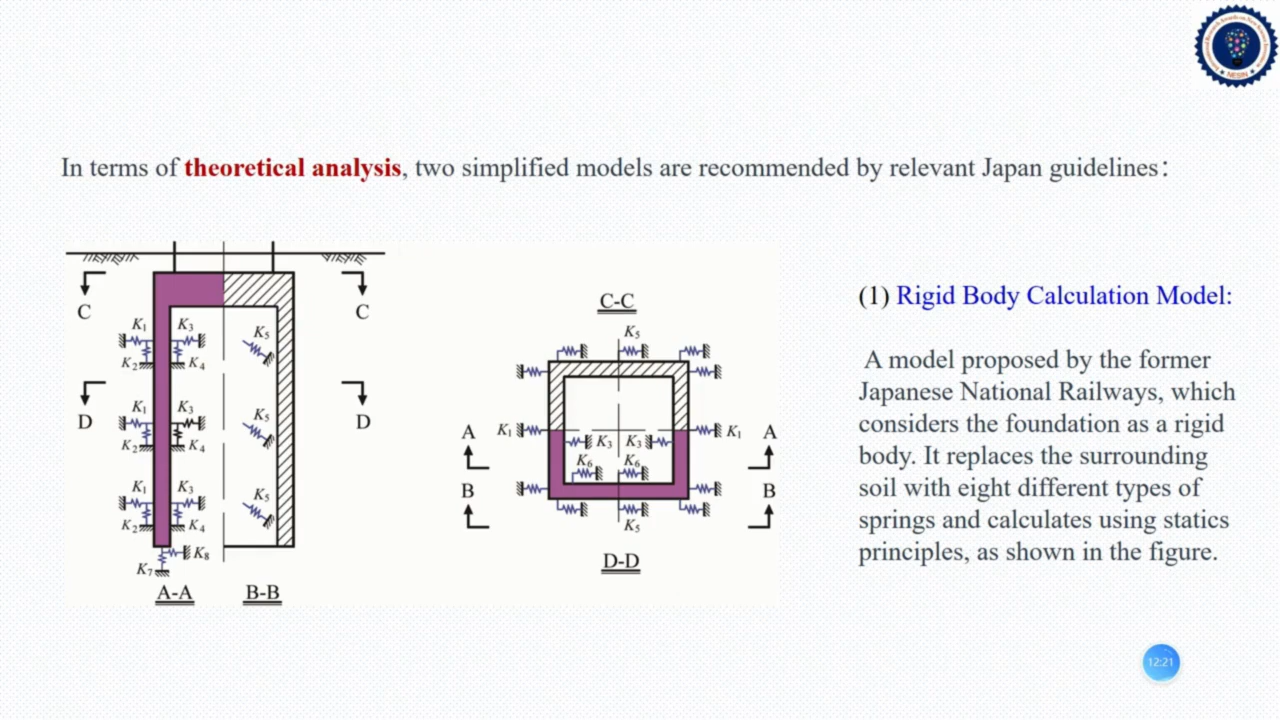 In terms of theoretical analysis, two simplified models are recommended by relevant Japan guidelines：
C C
K1 K3 K5
K2 K4
D D
K1 K3 K5
K2 K4
K1 K3 K5
K2 K4
K8
K7
A-A B-B
C-C
K5
A K1 K1 A
K3 K3
K6 K6
B B
K5
D-D
(1) Rigid Body Calculation Model:
A model proposed by the former
Japanese National Railways, which
considers the foundation as a rigid
body. It replaces the surrounding
soil with eight different types of
springs and calculates using statics
principles, as shown in the figure.
NESIN
12:21